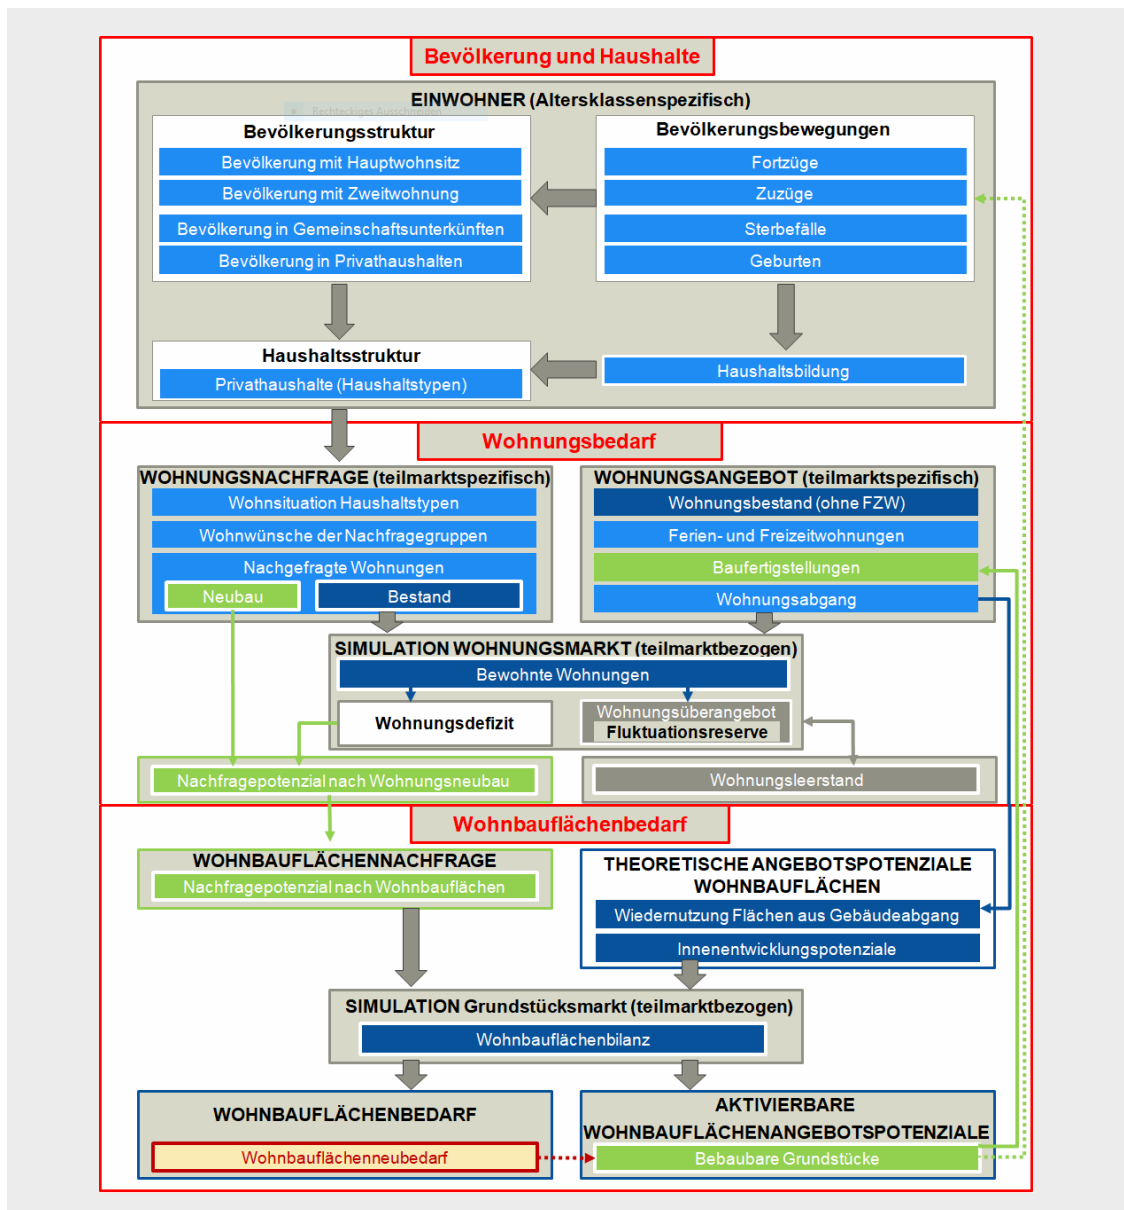 Bevölkerung und Haushalte
EINWOHNER (Altersklassenspezifisch)
Rechteckiges Ausschneiden
Bevölkerungsstruktur
Bevölkerung mit Hauptwohnsitz
Bevölkerung mit Zweitwohnung
Bevölkerung in Gemeinschaftsunterkünften
Bevölkerung in Privathaushalten
Bevölkerungsbewegungen
Fortzüge
Zuzüge
Sterbefälle
Geburten
Haushaltsstruktur
Privathaushalte (Haushaltstypen)
Haushaltsbildung
Wohnungsbedarf
WOHNUNGSNACHFRAGE (teilmarktspezifisch)
Wohnsituation Haushaltstypen
Wohnwünsche der Nachfragegruppen
Nachgefragte Wohnungen
Neubau
Bestand
WOHNUNGSANGEBOT (teilmarktspezifisch)
Wohnungsbestand (ohne FZW)
Ferien- und Freizeitwohnungen
Baufertigstellungen
Wohnungsabgang
SIMULATION WOHNUNGSMARKT (teilmarktbezogen)
Bewohnte Wohnungen
Wohnungsdefizit
Wohnungsüberangebot
Fluktuationsreserve
Nachfragepotenzial nach Wohnungsneubau
Wohnungsleerstand
Wohnbauflächenbedarf
WOHNBAUFLÄCHENNACHFRAGE
Nachfragepotenzial nach Wohnbauflächen
THEORETISCHE ANGEBOTSPOTENZIALE
WOHNBAUFLÄCHEN
Wiedernutzung Flächen aus Gebäudeabgang
Innenentwicklungspotenziale
SIMULATION Grundstücksmarkt (teilmarktbezogen)
Wohnbauflächenbilanz
WOHNBAUFLÄCHENBEDARF
Wohnbauflächenneubedarf
AKTIVIERBARE
WOHNBAUFLÄCHENANGEBOTSPOTENZIALE
Bebaubare Grundstücke